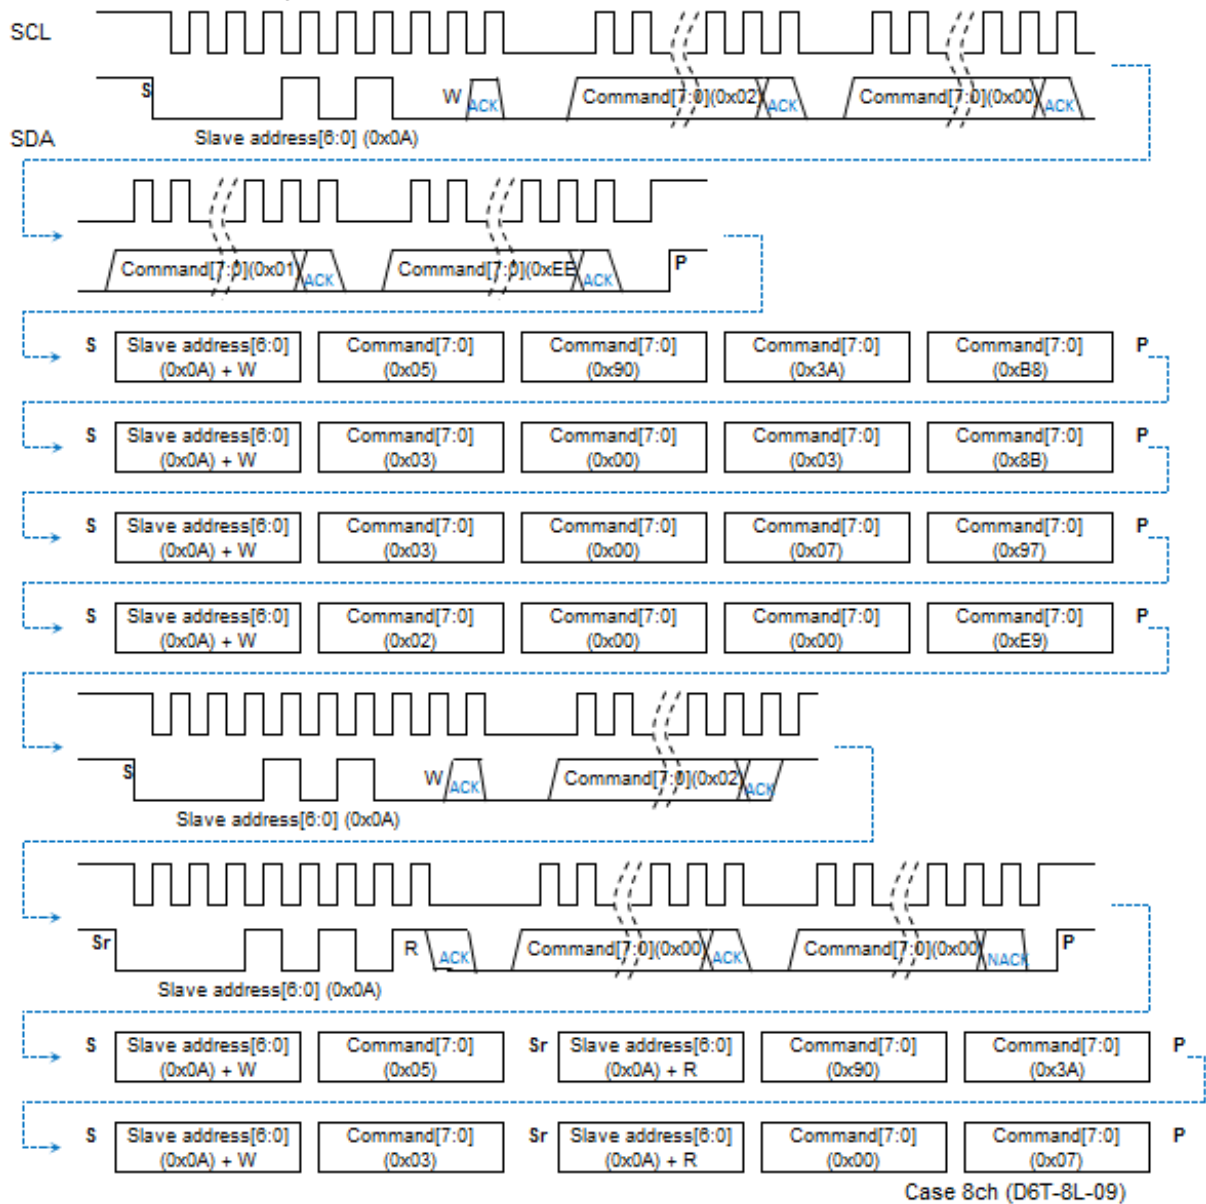 SCL
S W ACK Command[7:0](0x02) ACK Command[7:0](0x00) ACK
SDA Slave address[6:0] (0x0A)
Command[7:0](0x01) ACK Command[7:0](0xEE ACK P
S Slave address[6:0] Command[7:0] Command[7:0] Command[7:0] Command[7:0] P
(0x0A) + W (0x05) (0x90) (0x3A) (0xB8)
S Slave address[6:0] Command[7:0] Command[7:0] Command[7:0] Command[7:0] P
(0x0A) + W (0x03) (0x00) (0x03) (0x8B)
S Slave address[6:0] Command[7:0] Command[7:0] Command[7:0] Command[7:0] P
(0x0A) + W (0x03) (0x00) (0x07) (0x97)
S Slave address[6:0] Command[7:0] Command[7:0] Command[7:0] Command[7:0] P
(0x0A) + W (0x02) (0x00) (0x00) (0xE9)
S W ACK Command[7:0](0x02 ACK
Slave address[6:0] (0x0A)
Sr R ACK Command[7:0](0x00 ACK Command[7:0](0x00 NACK P
Slave address[6:0] (0x0A)
S Slave address[6:0] Command[7:0] Sr Slave address[6:0] Command[7:0] Command[7:0] P
(0x0A) + W (0x05) (0x0A) + R (0x90) (0x3A)
S Slave address[6:0] Command[7:0] Sr Slave address[6:0] Command[7:0] Command[7:0] P
(0x0A) + W (0x03) (0x0A) + R (0x00) (0x07)
Case 8ch (D6T-8L-09)